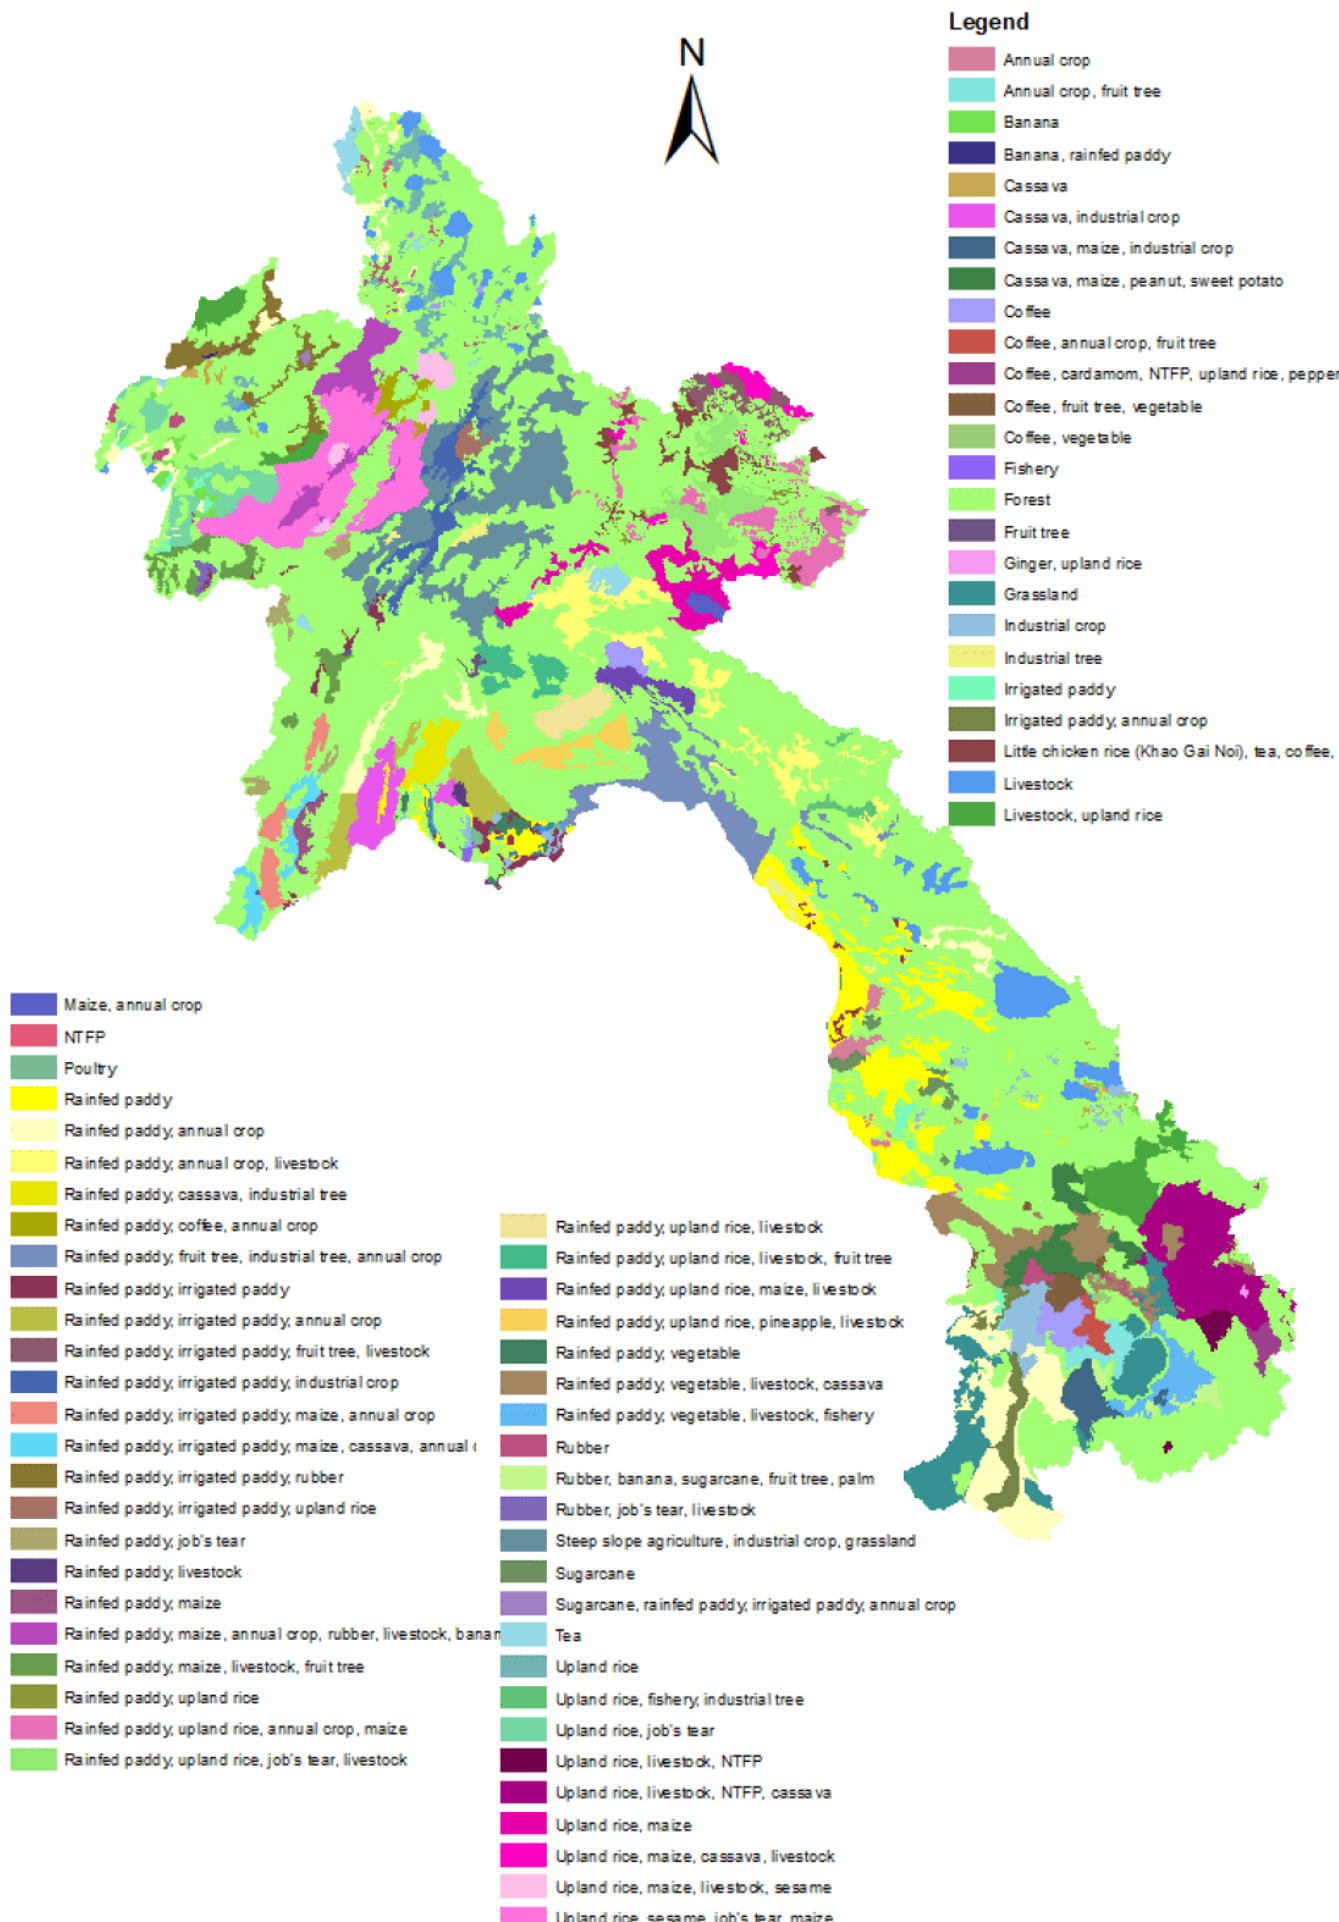 Legend
N
Annual crop
Annual crop, fruit tree
Banana
Banana, rainfed paddy
Cassava
Cassava, industrial crop
Cassava, maize, industrial crop
Cassava, maize, peanut, sweet potato
Coffee
Coffee, annual crop, fruit tree
Coffee, cardamom, NTFP, upland rice, pepper
Coffee, fruit tree, vegetable
Coffee, vegetable
Fishery
Forest
Fruit tree
Ginger, upland rice
Grassland
Industrial crop
Industrial tree
Irrigated paddy
Irrigated paddy, annual crop
Little chicken rice (Khao Gai Noi), tea, coffee,
Livestock
Livestock, upland rice
Maize, annual crop
NTFP
Poultry
Rainfed paddy
Rainfed paddy, annual crop
Rainfed paddy, annual crop, livestock
Rainfed paddy, cassava, industrial tree
Rainfed paddy, coffee, annual crop
Rainfed paddy, fruit tree, industrial tree, annual crop
Rainfed paddy, irrigated paddy
Rainfed paddy, irrigated paddy, annual crop
Rainfed paddy, irrigated paddy, fruit tree, livestock
Rainfed paddy, irrigated paddy, industrial crop
Rainfed paddy, irrigated paddy, maize, annual crop
Rainfed paddy, irrigated paddy, maize, cassava, annual
Rainfed paddy, irrigated paddy, rubber
Rainfed paddy, irrigated paddy, upland rice
Rainfed paddy, job's tear
Rainfed paddy, livestock
Rainfed paddy, maize
Rainfed paddy, maize, annual crop, rubber, livestock, banan
Rainfed paddy, maize, livestock, fruit tree
Rainfed paddy, upland rice
Rainfed paddy, upland rice, annual crop, maize
Rainfed paddy, upland rice, job's tear, livestock
Rainfed paddy, upland rice, livestock
Rainfed paddy, upland rice, livestock, fruit tree
Rainfed paddy, upland rice, maize, livestock
Rainfed paddy, upland rice, pineapple, livestock
Rainfed paddy, vegetable
Rainfed paddy, vegetable, livestock, cassava
Rainfed paddy, vegetable, livestock, fishery
Rubber
Rubber, banana, sugarcane, fruit tree, palm
Rubber, job's tear, livestock
Steep slope agriculture, industrial crop, grassland
Sugarcane
Sugarcane, rainfed paddy, irrigated paddy, annual crop
Tea
Upland rice
Upland rice, fishery, industrial tree
Upland rice, job's tear
Upland rice, livestock, NTFP
Upland rice, livestock, NTFP, cassava
Upland rice, maize
Upland rice, maize, cassava, livestock
Upland rice, maize, livestock, sesame
Upland rice, sesame, job's tear, maize